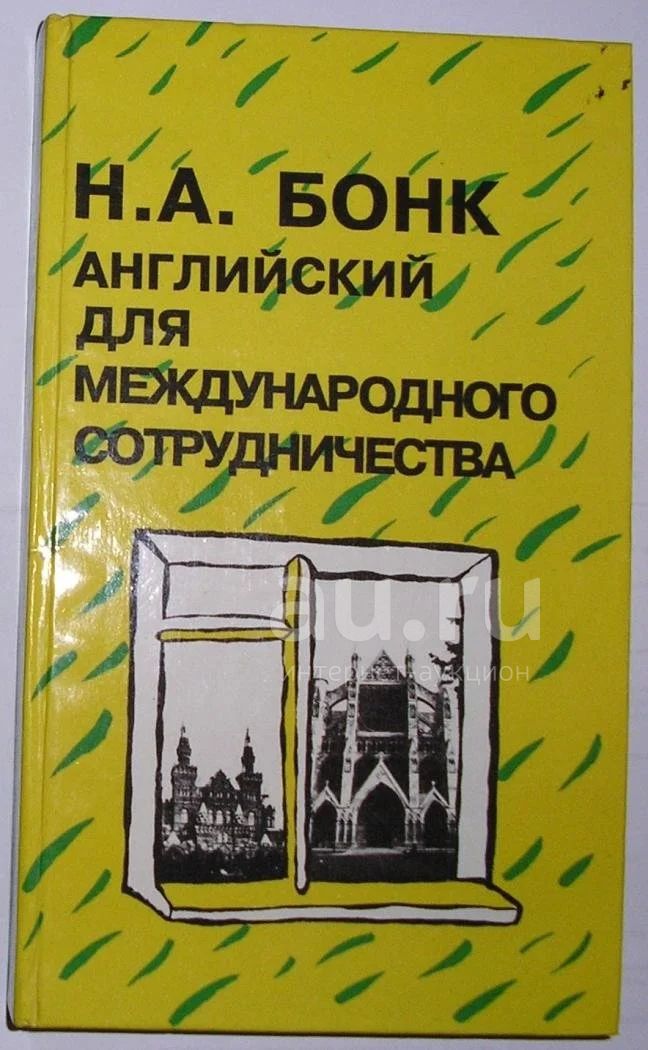 Н.А. БОНК
АНГЛИЙСКИЙ
ДЛЯ
МЕЖДУНАРОДНОГО
СОТРУДНИЧЕСТВА
au.ru
интернет-аукцион